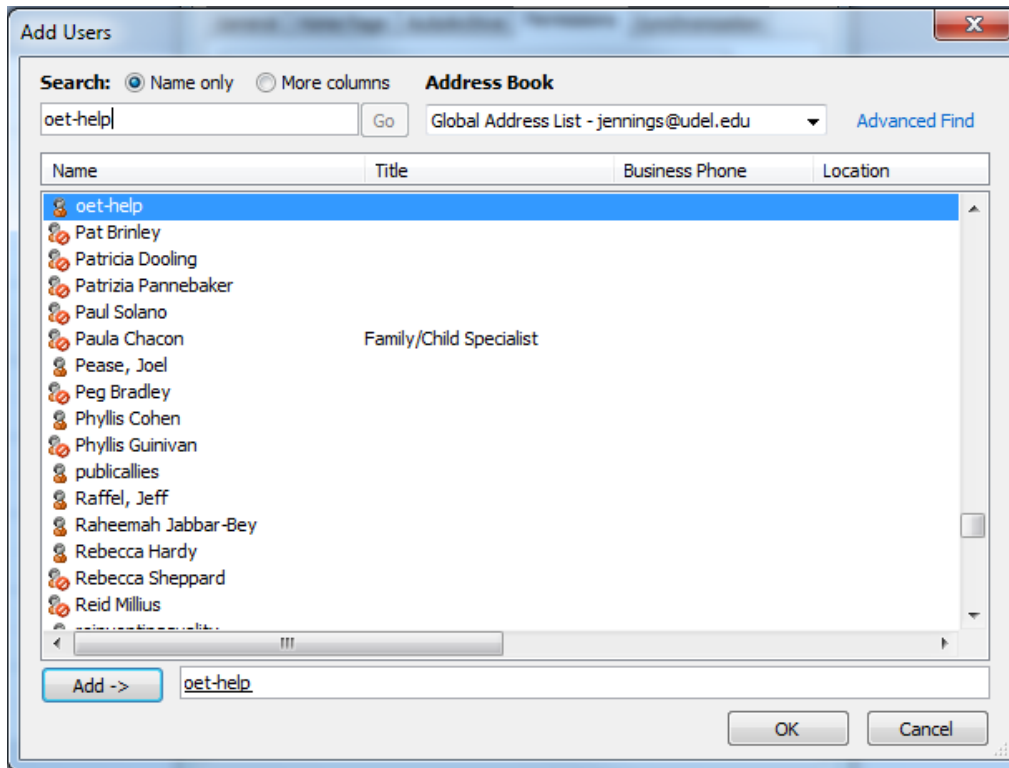 Add Users
Search: Name only More columns Address Book
oet-help Go Global Address List - jennings@udel.edu Advanced Find
Name Title Business Phone Location
oet-help
Pat Brinley
Patricia Dooling
Patrizia Pannebaker
Paul Solano
Paula Chacon Family/Child Specialist
Pease, Joel
Peg Bradley
Phyllis Cohen
Phyllis Guinivan
publicallies
Raffel, Jeff
Raheemah Jabbar-Bey
Rebecca Hardy
Rebecca Sheppard
Reid Millius
Add -> oet-help
OK Cancel